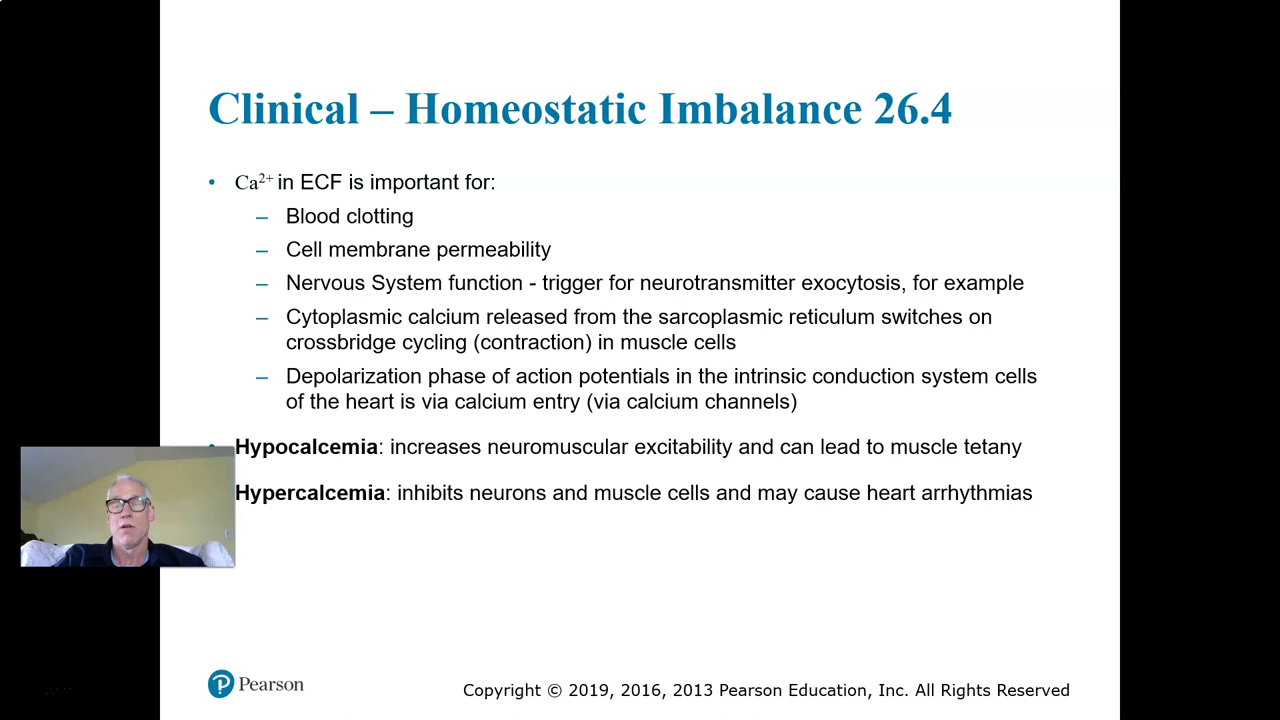 Clinical – Homeostatic Imbalance 26.4
• Ca²⁺ in ECF is important for:
– Blood clotting
– Cell membrane permeability
– Nervous System function - trigger for neurotransmitter exocytosis, for example
– Cytoplasmic calcium released from the sarcoplasmic reticulum switches on
crossbridge cycling (contraction) in muscle cells
– Depolarization phase of action potentials in the intrinsic conduction system cells
of the heart is via calcium entry (via calcium channels)
• Hypocalcemia: increases neuromuscular excitability and can lead to muscle tetany
Hypercalcemia: inhibits neurons and muscle cells and may cause heart arrhythmias
Pearson
Copyright © 2019, 2016, 2013 Pearson Education, Inc. All Rights Reserved